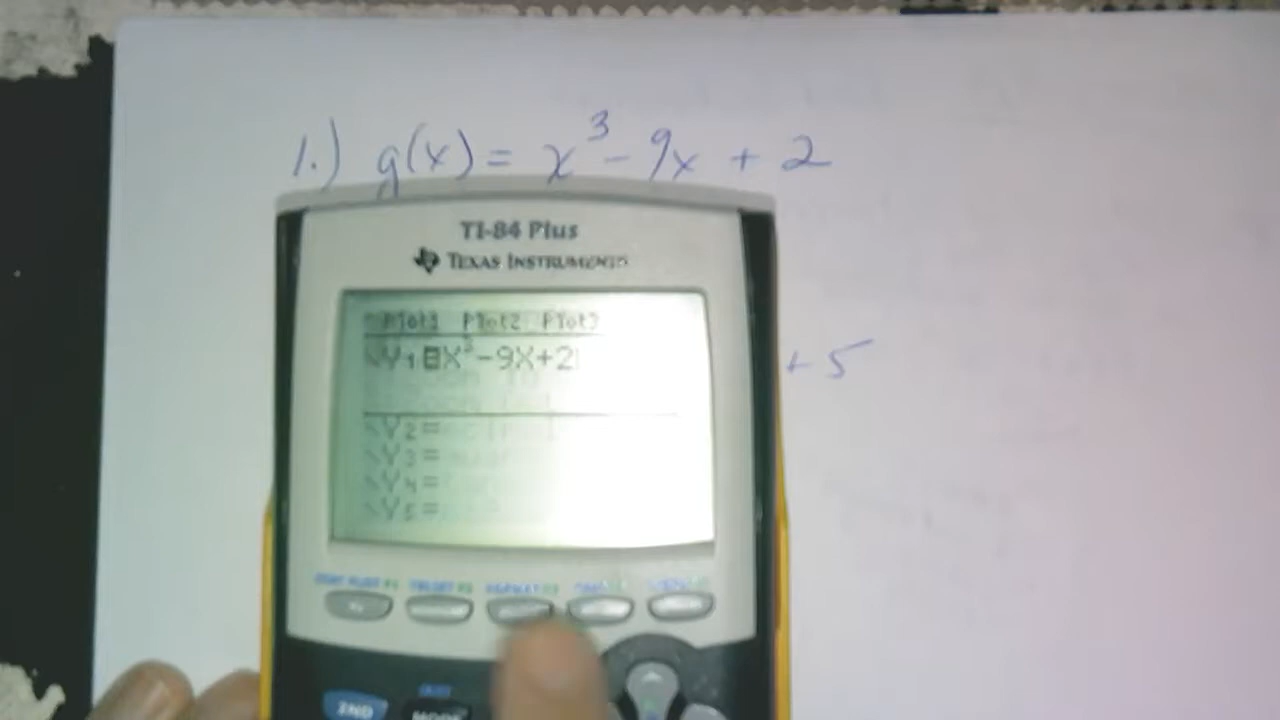 1.) g(x) = x³ - 9x + 2
TI-84 Plus
TEXAS INSTRUMENTS
Plot1 Plot2 Plot3
\Y₁=X³-9X+2
+ 5
\Y₂=
\Y₃=
\Y₄=
\Y₅=
2ND